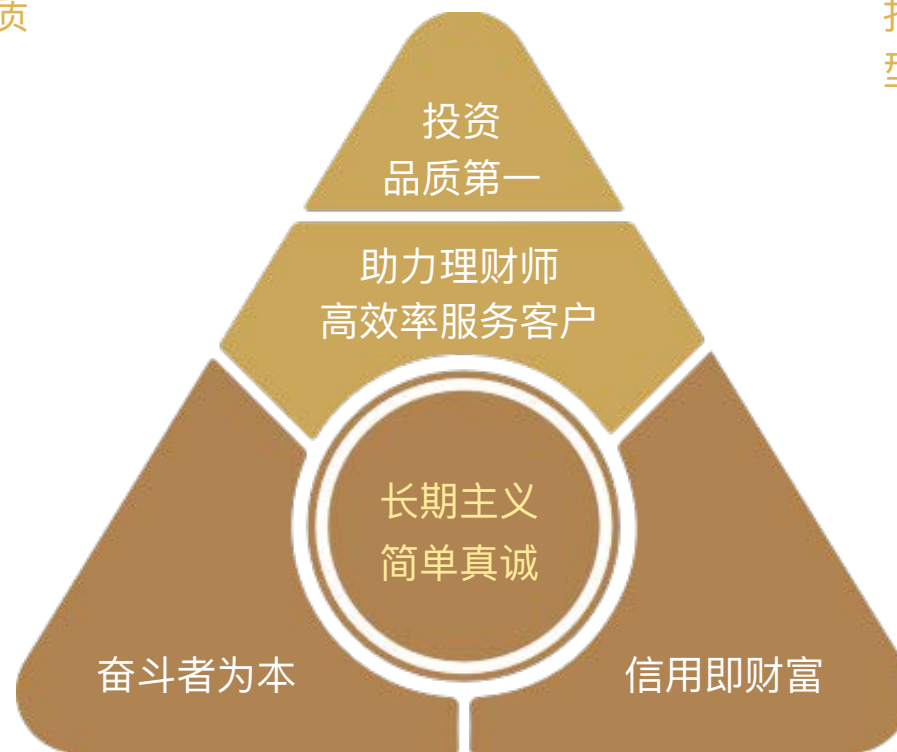 投资
品质第一
助力理财师
高效率服务客户
长期主义
简单真诚
奋斗者为本
信用即财富